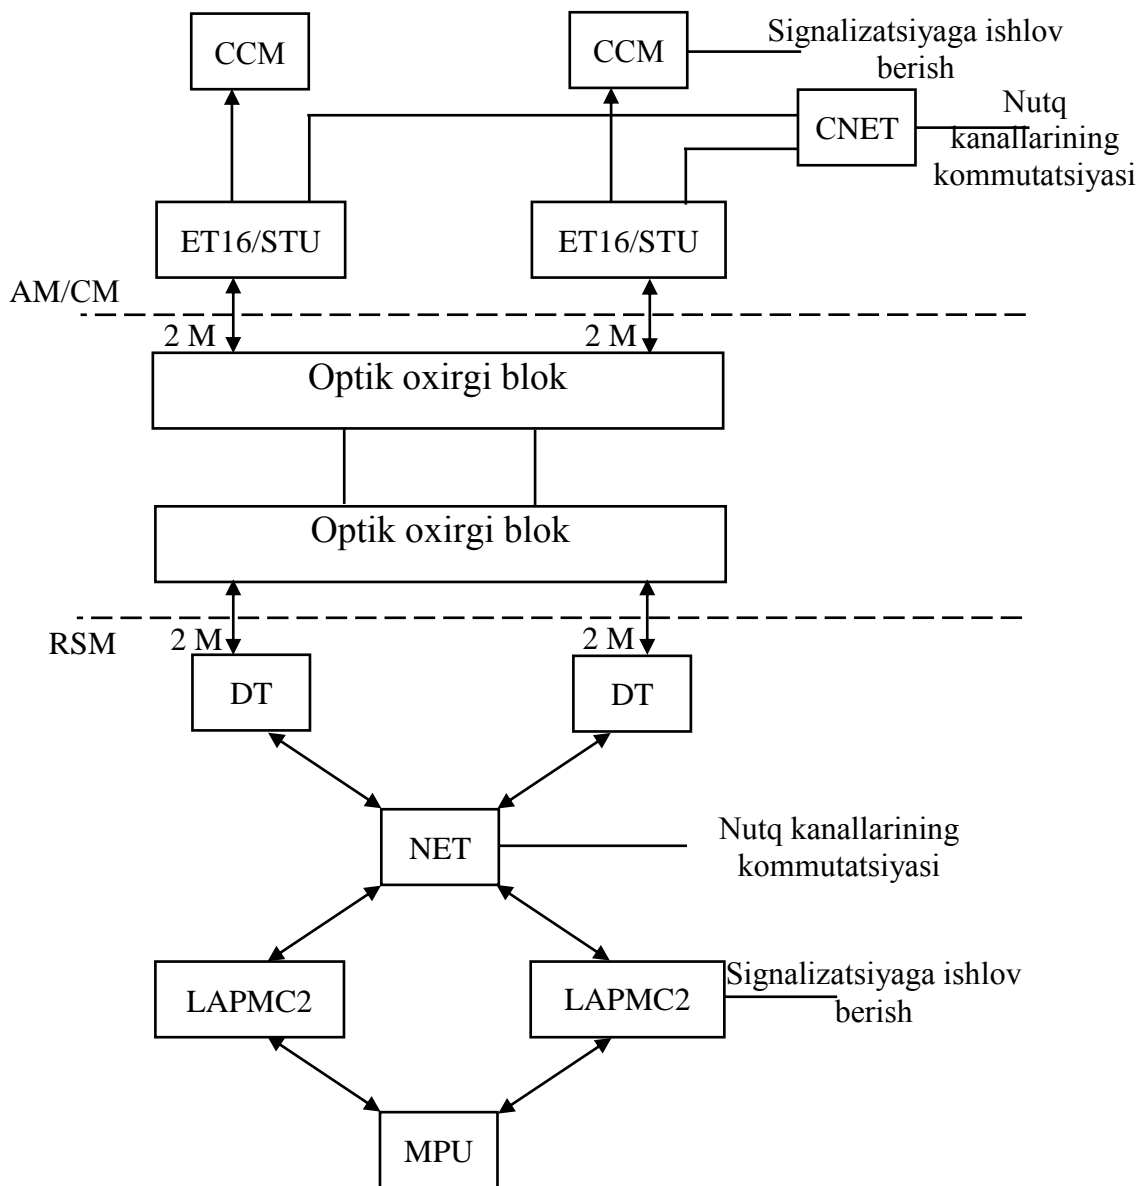 CCM
CCM
Signalizatsiyaga ishlov
berish
CNET
Nutq
kanallarining
kommutatsiyasi
ET16/STU
ET16/STU
AM/CM
2 M
2 M
Optik oxirgi blok
Optik oxirgi blok
RSM
2 M
2 M
DT
DT
NET
Nutq kanallarining
kommutatsiyasi
LAPMC2
LAPMC2
Signalizatsiyaga ishlov
berish
MPU